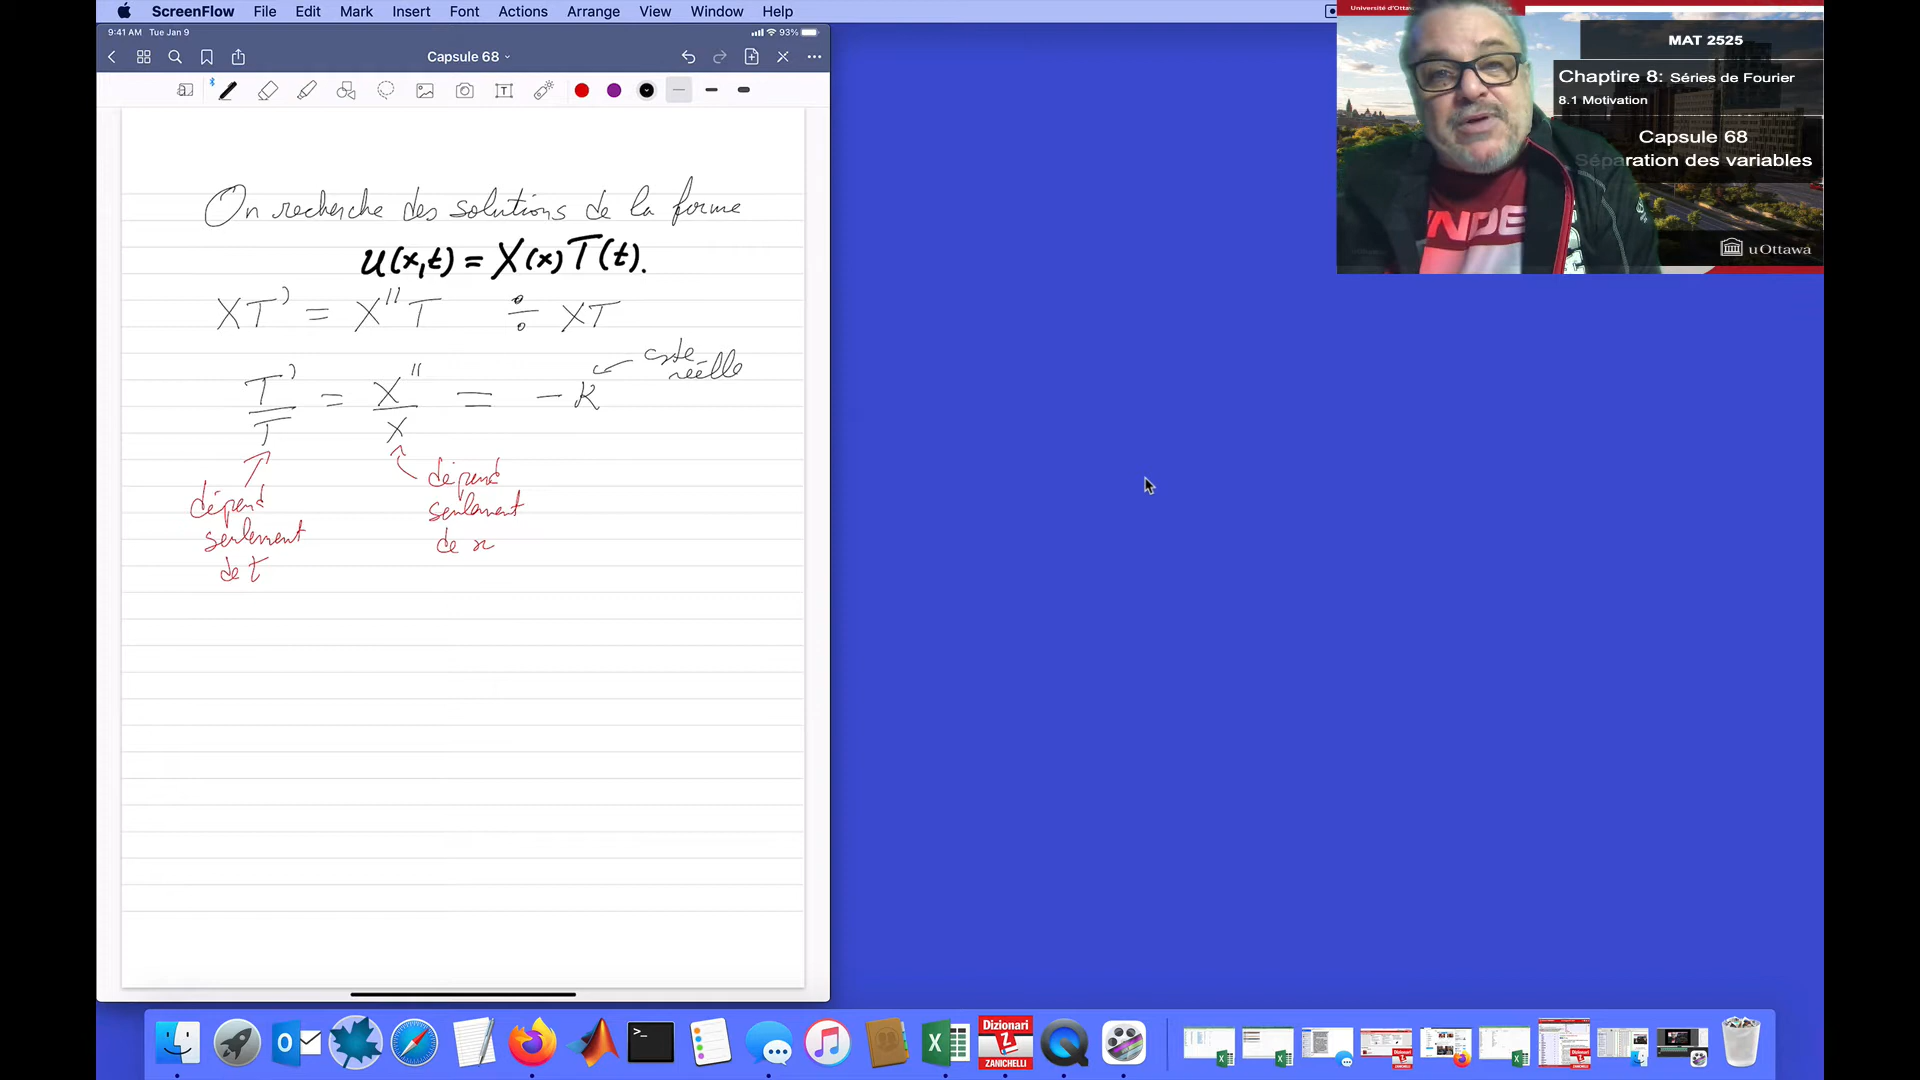 ScreenFlow File Edit Mark Insert Font Actions Arrange View Window Help
9:41 AM Tue Jan 9
93%
Capsule 68
On recherche des solutions de la forme
u(x,t) = X(x)T(t).
XT' = X''T ÷ XT
T'/T = X''/X = -K
cste
réelle
dépend
seulement
de t
dépend
seulement
de x
MAT 2525
Chaptire 8: Séries de Fourier
8.1 Motivation
Capsule 68
Séparation des variables
uOttawa
INDE
Dizionari
Z
ZANICHELLI